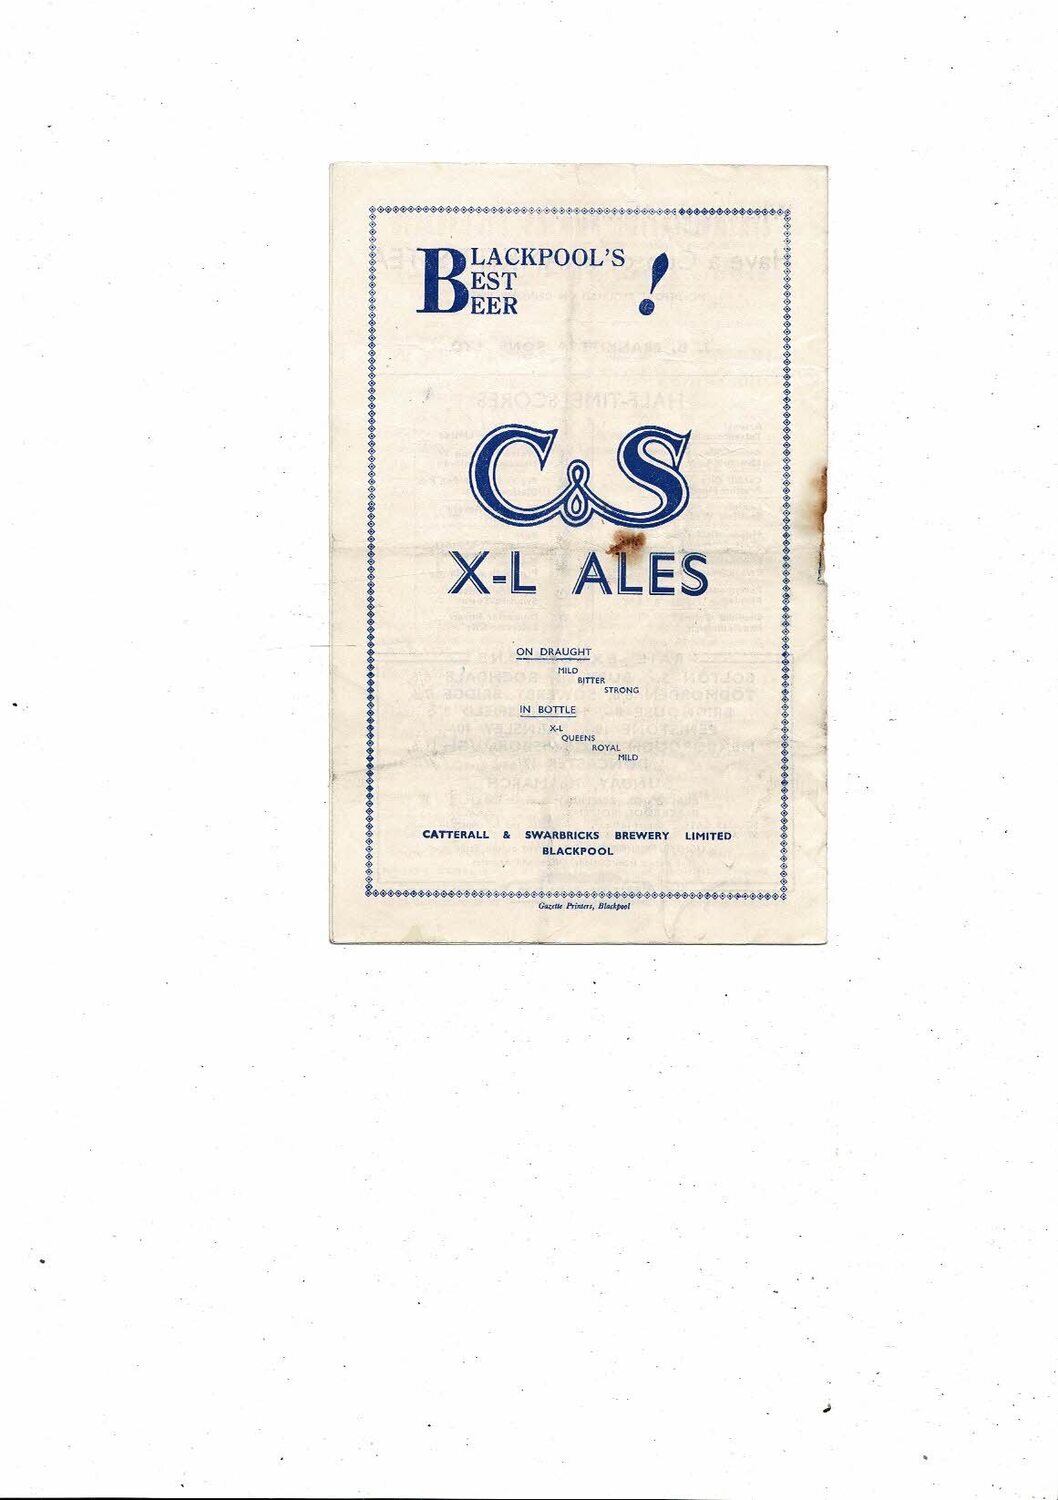 BLACKPOOL'S
BEST
BEER !
C&S
X-L ALES
ON DRAUGHT
MILD
BITTER
STRONG
IN BOTTLE
X-L
QUEENS
ROYAL
MILD
CATTERALL & SWARBRICKS BREWERY LIMITED
BLACKPOOL
Gazette Printers, Blackpool